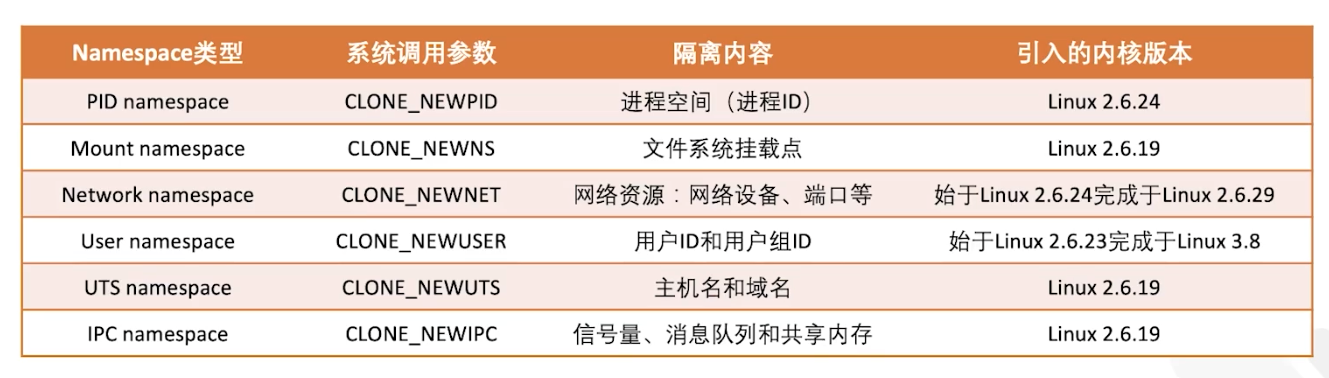 Namespace类型 系统调用参数 隔离内容 引入的内核版本
PID namespace CLONE_NEWPID 进程空间（进程ID） Linux 2.6.24
Mount namespace CLONE_NEWNS 文件系统挂载点 Linux 2.6.19
Network namespace CLONE_NEWNET 网络资源：网络设备、端口等 始于Linux 2.6.24完成于Linux 2.6.29
User namespace CLONE_NEWUSER 用户ID和用户组ID 始于Linux 2.6.23完成于Linux 3.8
UTS namespace CLONE_NEWUTS 主机名和域名 Linux 2.6.19
IPC namespace CLONE_NEWIPC 信号量、消息队列和共享内存 Linux 2.6.19